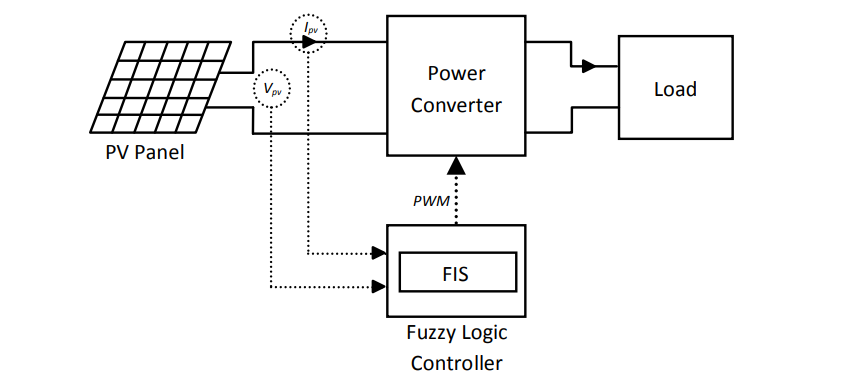 Ipv
Vpv
PV Panel
Power
Converter
Load
PWM
FIS
Fuzzy Logic
Controller